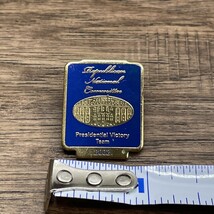 Republican
National
Committee
Presidential Victory
Team